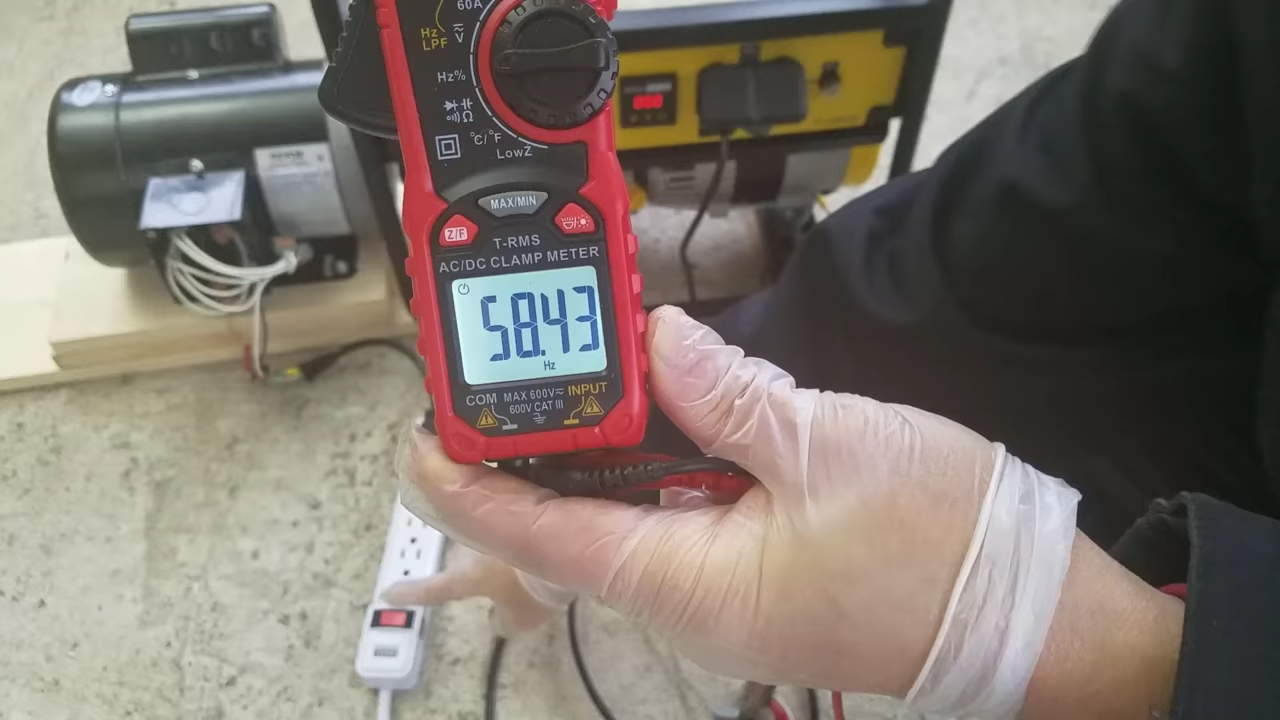 60A
Hz
LPF
V
Hz%
Ω
°C/°F
LowZ
MAX/MIN
Z/F
T-RMS
AC/DC CLAMP METER
58.43
Hz
COM MAX 600V≂ INPUT
600V CAT III